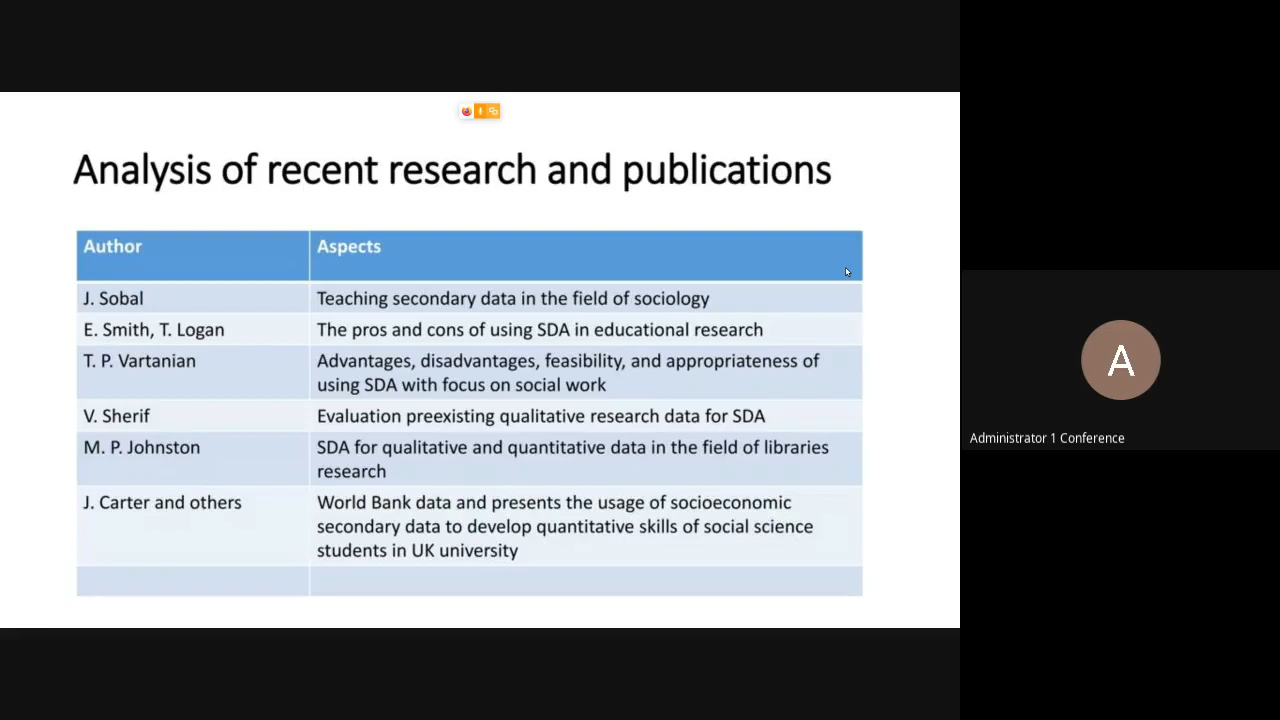 Analysis of recent research and publications
Author
Aspects
J. Sobal
Teaching secondary data in the field of sociology
E. Smith, T. Logan
The pros and cons of using SDA in educational research
T. P. Vartanian
Advantages, disadvantages, feasibility, and appropriateness of
using SDA with focus on social work
V. Sherif
Evaluation preexisting qualitative research data for SDA
M. P. Johnston
SDA for qualitative and quantitative data in the field of libraries
research
J. Carter and others
World Bank data and presents the usage of socioeconomic
secondary data to develop quantitative skills of social science
students in UK university
A
Administrator 1 Conference